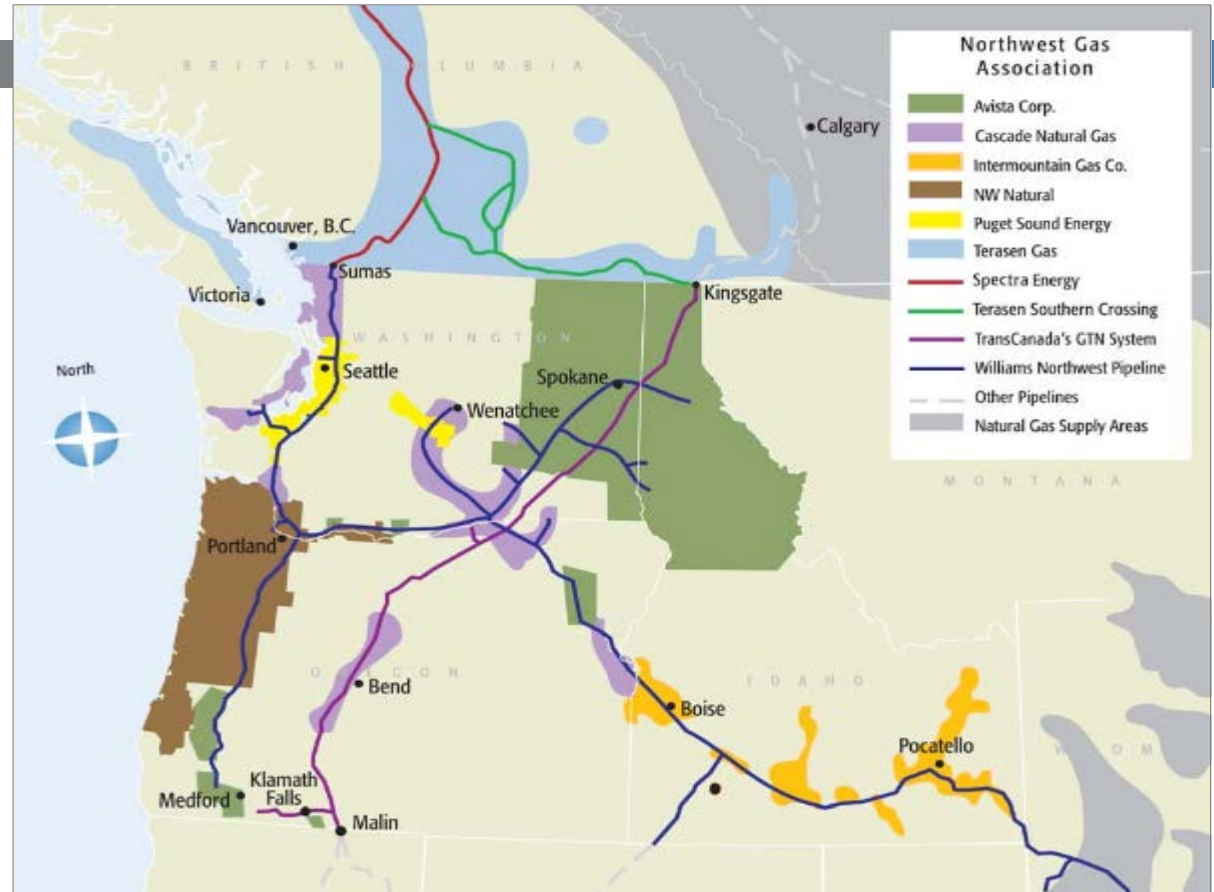 BRITISH COLUMBIA
Northwest Gas
Association
Avista Corp.
Cascade Natural Gas
Intermountain Gas Co.
NW Natural
Puget Sound Energy
Terasen Gas
Spectra Energy
Terasen Southern Crossing
TransCanada's GTN System
Williams Northwest Pipeline
Other Pipelines
Natural Gas Supply Areas
Calgary
Vancouver, B.C.
Sumas
Victoria
Kingsgate
WASHINGTON
North
Seattle
Spokane
Wenatchee
MONTANA
Portland
OREGON
Bend
IDAHO
Boise
Pocatello
Klamath
Falls
Medford
Malin